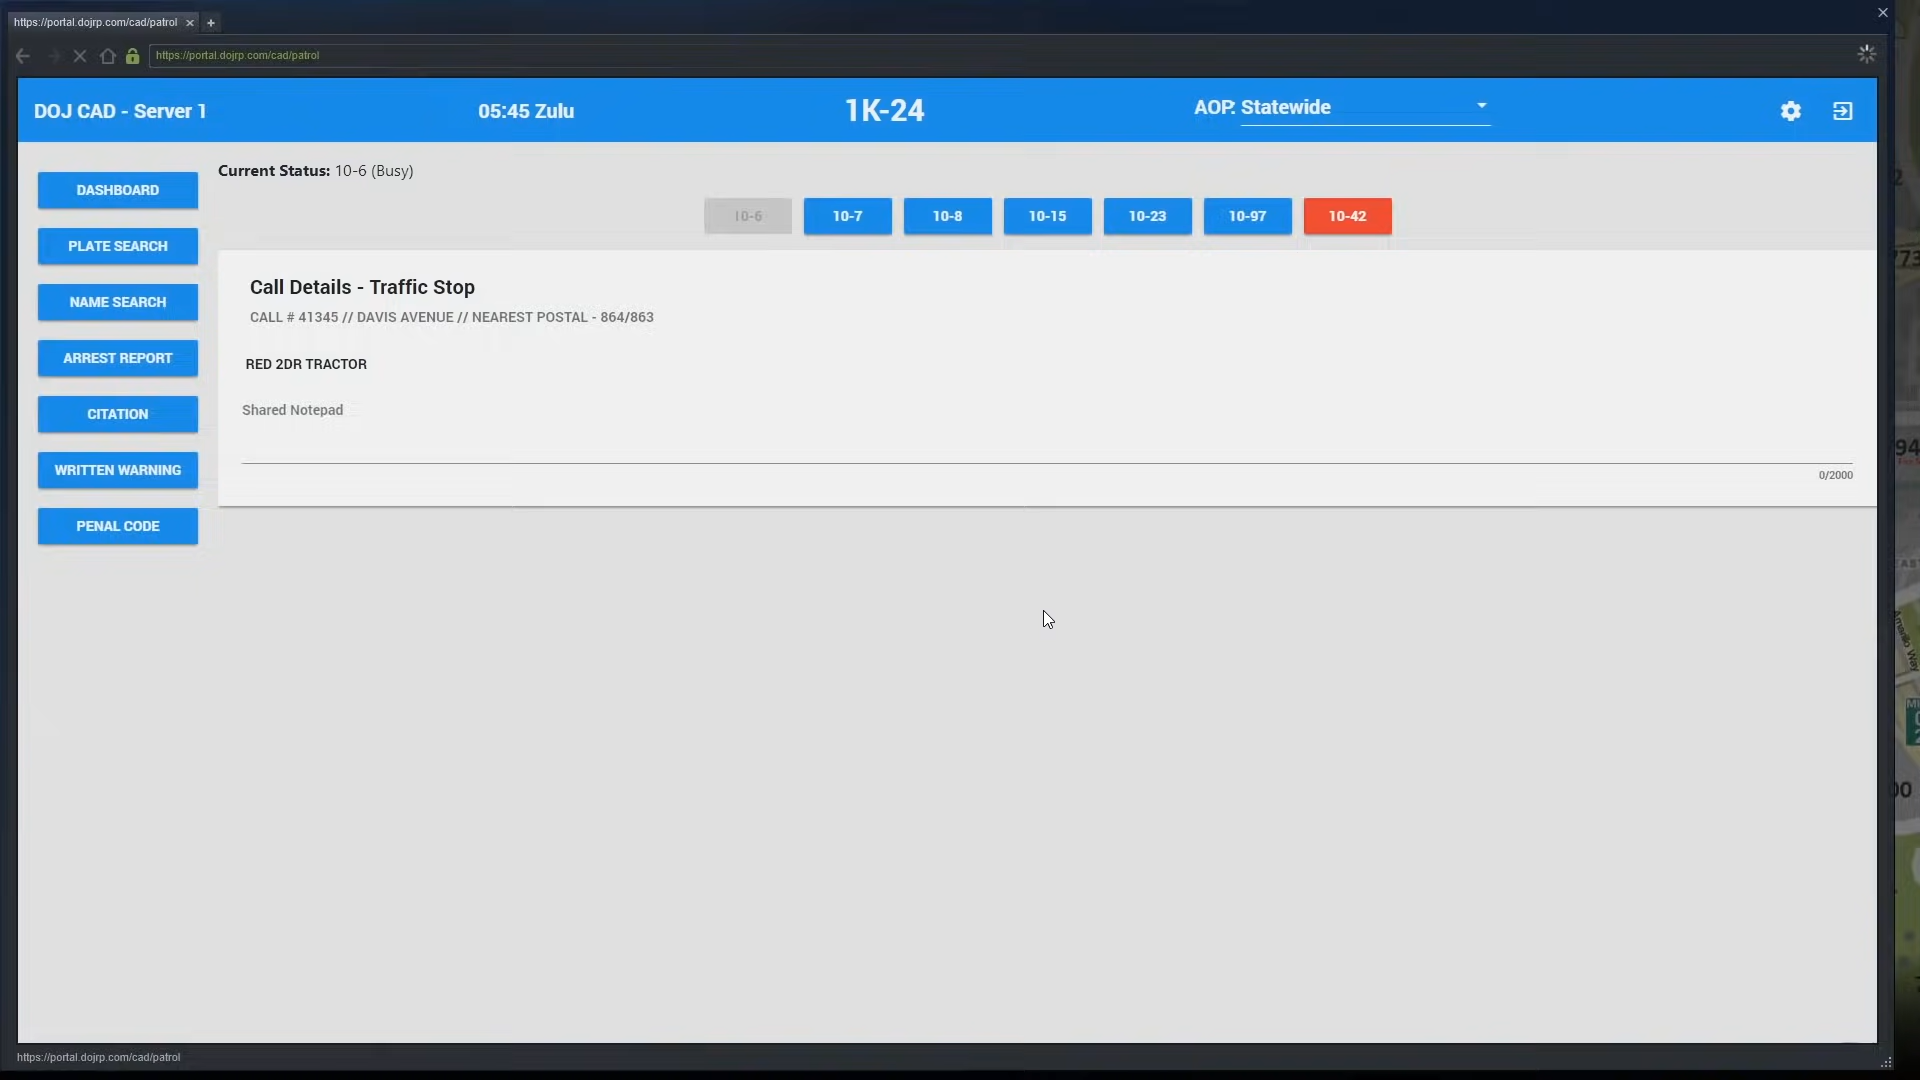 https://portal.dojrp.com/cad/patrol
https://portal.dojrp.com/cad/patrol
DOJ CAD - Server 1
05:45 Zulu
1K-24
AOP: Statewide
Current Status: 10-6 (Busy)
10-6
10-7
10-8
10-15
10-23
10-97
10-42
DASHBOARD
PLATE SEARCH
NAME SEARCH
ARREST REPORT
CITATION
WRITTEN WARNING
PENAL CODE
Call Details - Traffic Stop
CALL # 41345 // DAVIS AVENUE // NEAREST POSTAL - 864/863
RED 2DR TRACTOR
Shared Notepad
0/2000
https://portal.dojrp.com/cad/patrol